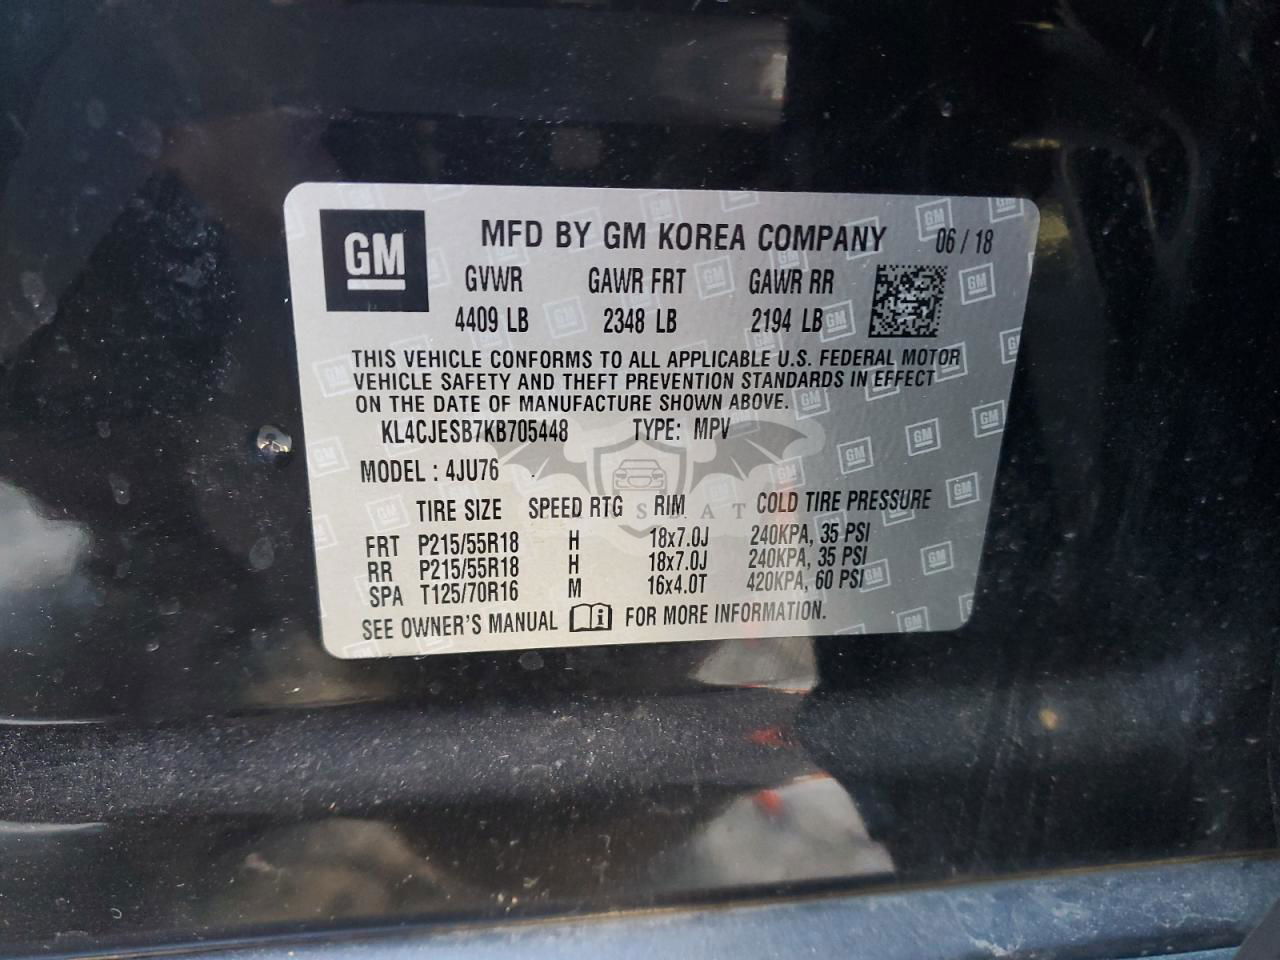 GM
MFD BY GM KOREA COMPANY 06 / 18
GVWR GAWR FRT GAWR RR
4409 LB 2348 LB 2194 LB
THIS VEHICLE CONFORMS TO ALL APPLICABLE U.S. FEDERAL MOTOR
VEHICLE SAFETY AND THEFT PREVENTION STANDARDS IN EFFECT
ON THE DATE OF MANUFACTURE SHOWN ABOVE.
KL4CJESB7KB705448 TYPE: MPV
MODEL : 4JU76
TIRE SIZE SPEED RTG RIM COLD TIRE PRESSURE
FRT P215/55R18 H 18x7.0J 240KPA, 35 PSI
RR P215/55R18 H 18x7.0J 240KPA, 35 PSI
SPA T125/70R16 M 16x4.0T 420KPA, 60 PSI
SEE OWNER'S MANUAL FOR MORE INFORMATION.